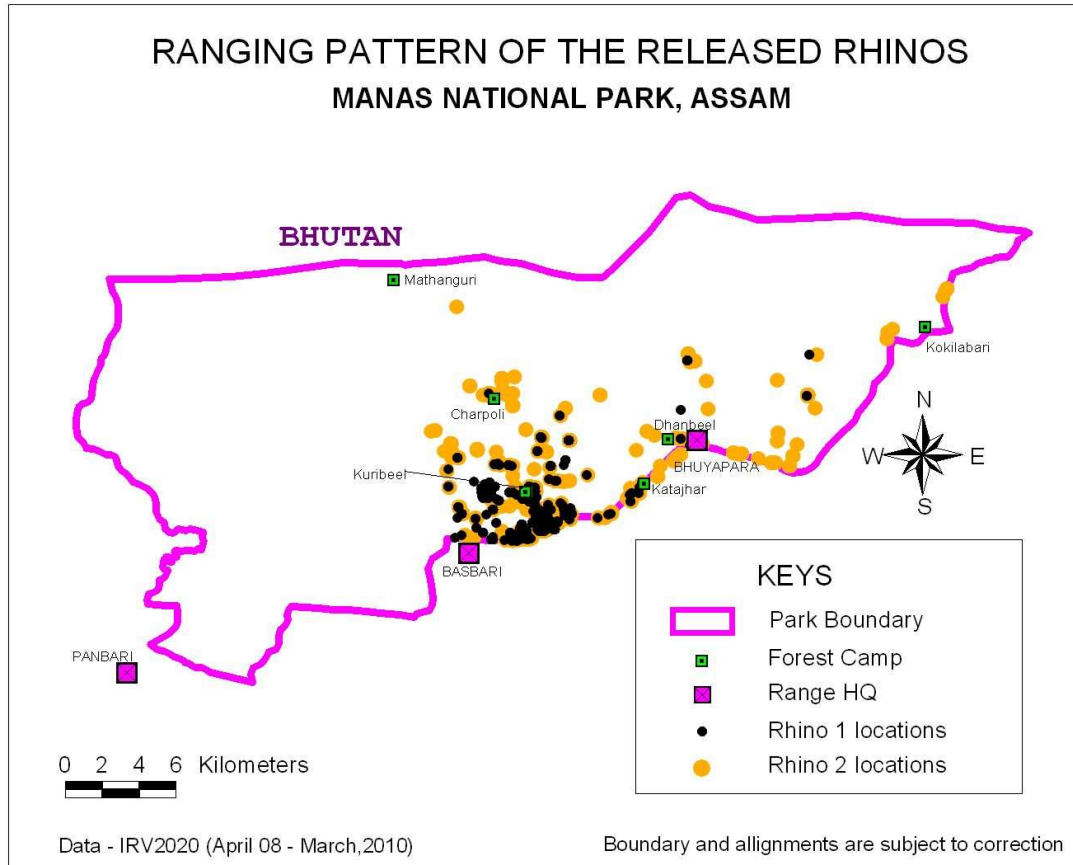 RANGING PATTERN OF THE RELEASED RHINOS
MANAS NATIONAL PARK, ASSAM
BHUTAN
Mathanguri
Kokilabari
Charpoli
Dhanbeel
BHUYAPARA
Kuribeel
Katajhar
BASBARI
PANBARI
N
W
E
S
KEYS
Park Boundary
Forest Camp
Range HQ
Rhino 1 locations
Rhino 2 locations
0 2 4 6 Kilometers
Data - IRV2020 (April 08 - March,2010)
Boundary and allignments are subject to correction